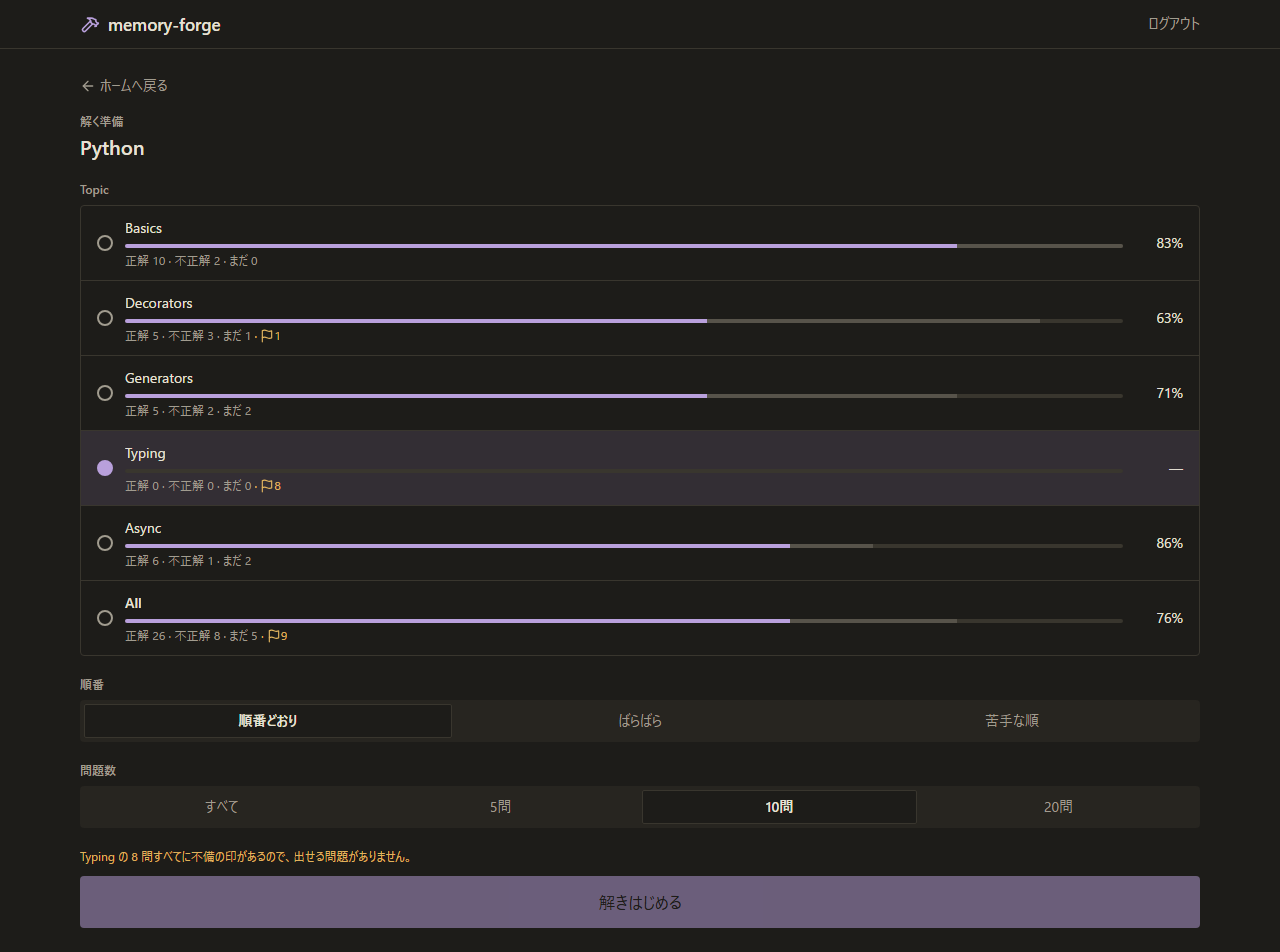 memory-forge
ログアウト
← ホームへ戻る
解く準備
Python
Topic
Basics
83%
正解 10 · 不正解 2 · まだ 0
Decorators
63%
正解 5 · 不正解 3 · まだ 1 · 1
Generators
71%
正解 5 · 不正解 2 · まだ 2
Typing
—
正解 0 · 不正解 0 · まだ 0 · 8
Async
86%
正解 6 · 不正解 1 · まだ 2
All
76%
正解 26 · 不正解 8 · まだ 5 · 9
順番
順番どおり ばらばら 苦手な順
問題数
すべて 5問 10問 20問
Typing の 8 問すべてに不備の印があるので、出せる問題がありません。
解きはじめる